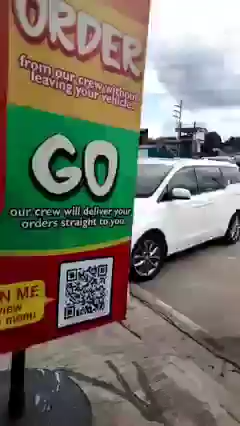 ORDER
from our crew without
leaving your vehicle.
GO
our crew will deliver your
orders straight to you.
N ME
view
menu